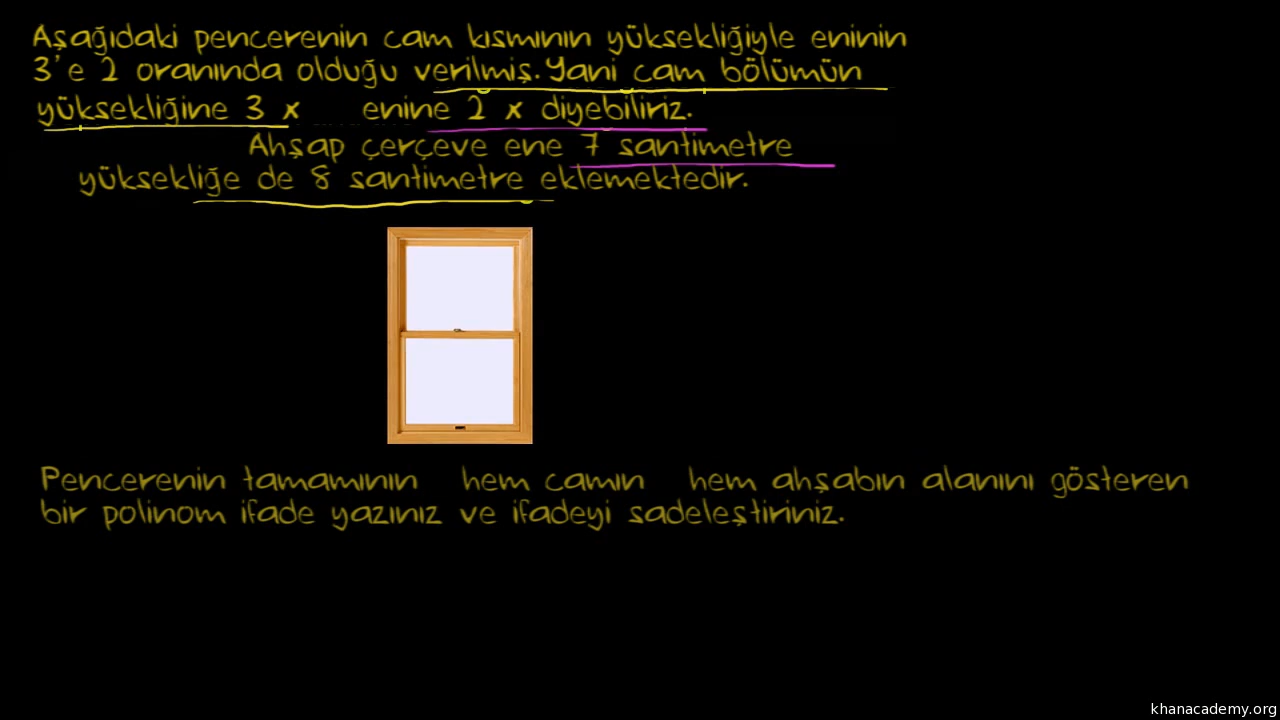 Aşağıdaki pencerenin cam kısmının yüksekliğiyle eninin
3'e 2 oranında olduğu verilmiş. Yani cam bölümün
yüksekliğine 3 x enine 2 x diyebiliriz.
Ahşap çerçeve ene 7 santimetre
yüksekliğe de 8 santimetre eklemektedir.
Pencerenin tamamının hem camın hem ahşabın alanını gösteren
bir polinom ifade yazınız ve ifadeyi sadeleştiriniz.
khanacademy.org